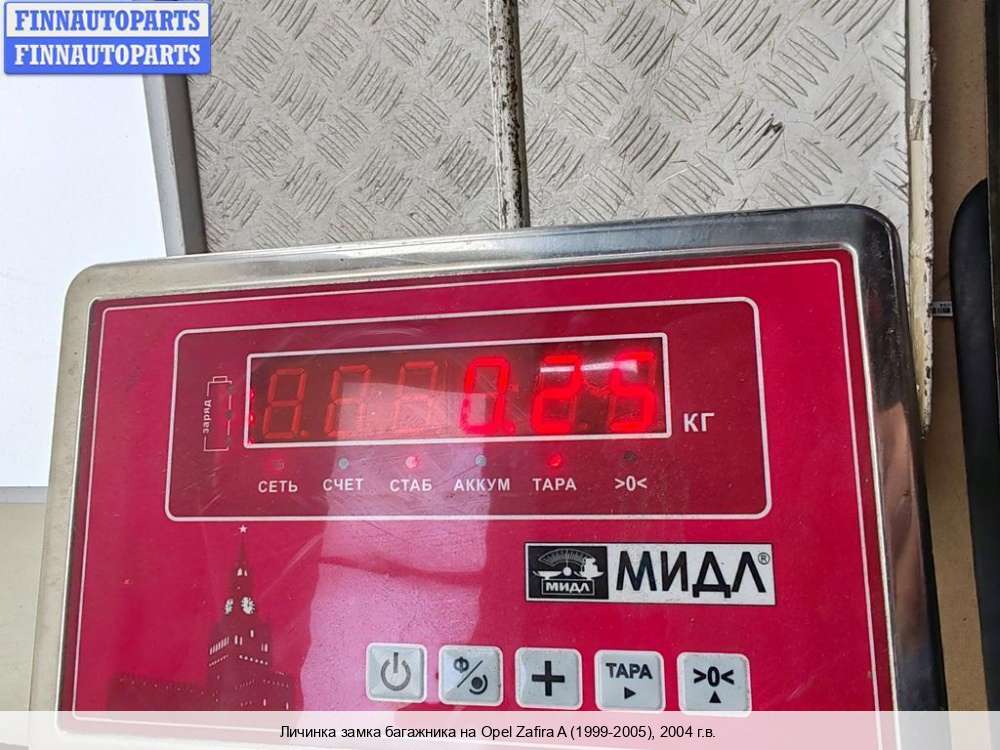 FINNAUTOPARTS
FINNAUTOPARTS
заряд
0.25 КГ
СЕТЬ СЧЕТ СТАБ АККУМ ТАРА >0<
МИДЛ МИДЛ®
Ф
ТАРА >0<
Личинка замка багажника на Opel Zafira A (1999-2005), 2004 г.в.